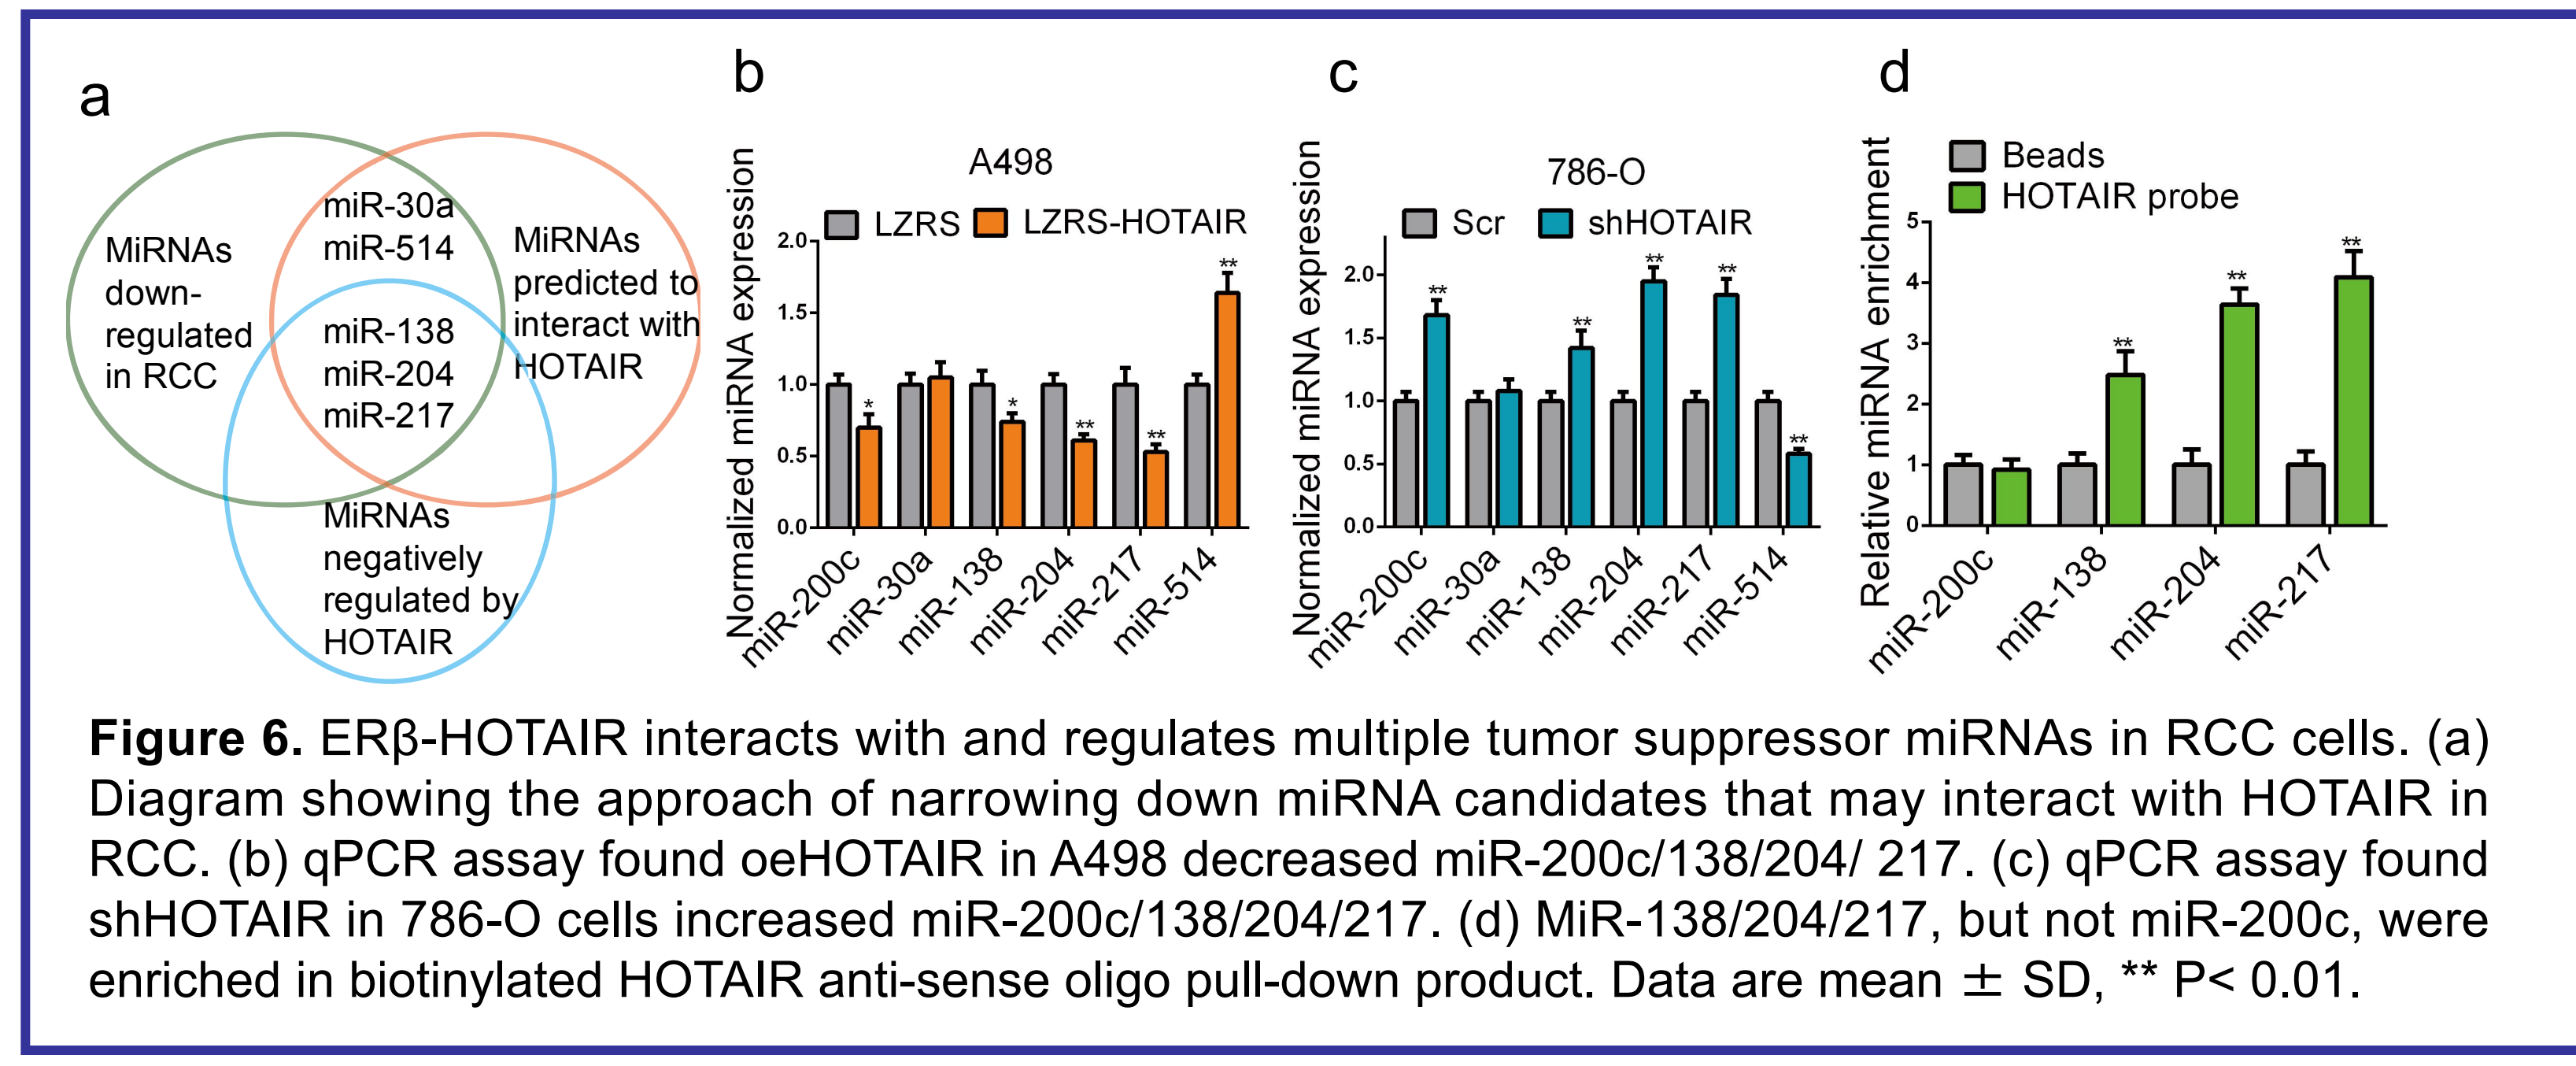 a
MiRNAs
down-
regulated
in RCC
miR-30a
miR-514
miR-138
miR-204
miR-217
MiRNAs
predicted to
interact with
HOTAIR
MiRNAs
negatively
regulated by
HOTAIR
b
A498
LZRS LZRS-HOTAIR
Normalized miRNA expression
2.0
1.5
1.0
0.5
0.0
* * ** ** **
miR-200c miR-30a miR-138 miR-204 miR-217 miR-514
c
786-O
Scr shHOTAIR
Normalized miRNA expression
2.0
1.5
1.0
0.5
0.0
** ** ** ** **
miR-200c miR-30a miR-138 miR-204 miR-217 miR-514
d
Beads
HOTAIR probe
Relative miRNA enrichment
5
4
3
2
1
0
** ** **
miR-200c miR-138 miR-204 miR-217
Figure 6. ERβ-HOTAIR interacts with and regulates multiple tumor suppressor miRNAs in RCC cells. (a)
Diagram showing the approach of narrowing down miRNA candidates that may interact with HOTAIR in
RCC. (b) qPCR assay found oeHOTAIR in A498 decreased miR-200c/138/204/ 217. (c) qPCR assay found
shHOTAIR in 786-O cells increased miR-200c/138/204/217. (d) MiR-138/204/217, but not miR-200c, were
enriched in biotinylated HOTAIR anti-sense oligo pull-down product. Data are mean ± SD, ** P< 0.01.